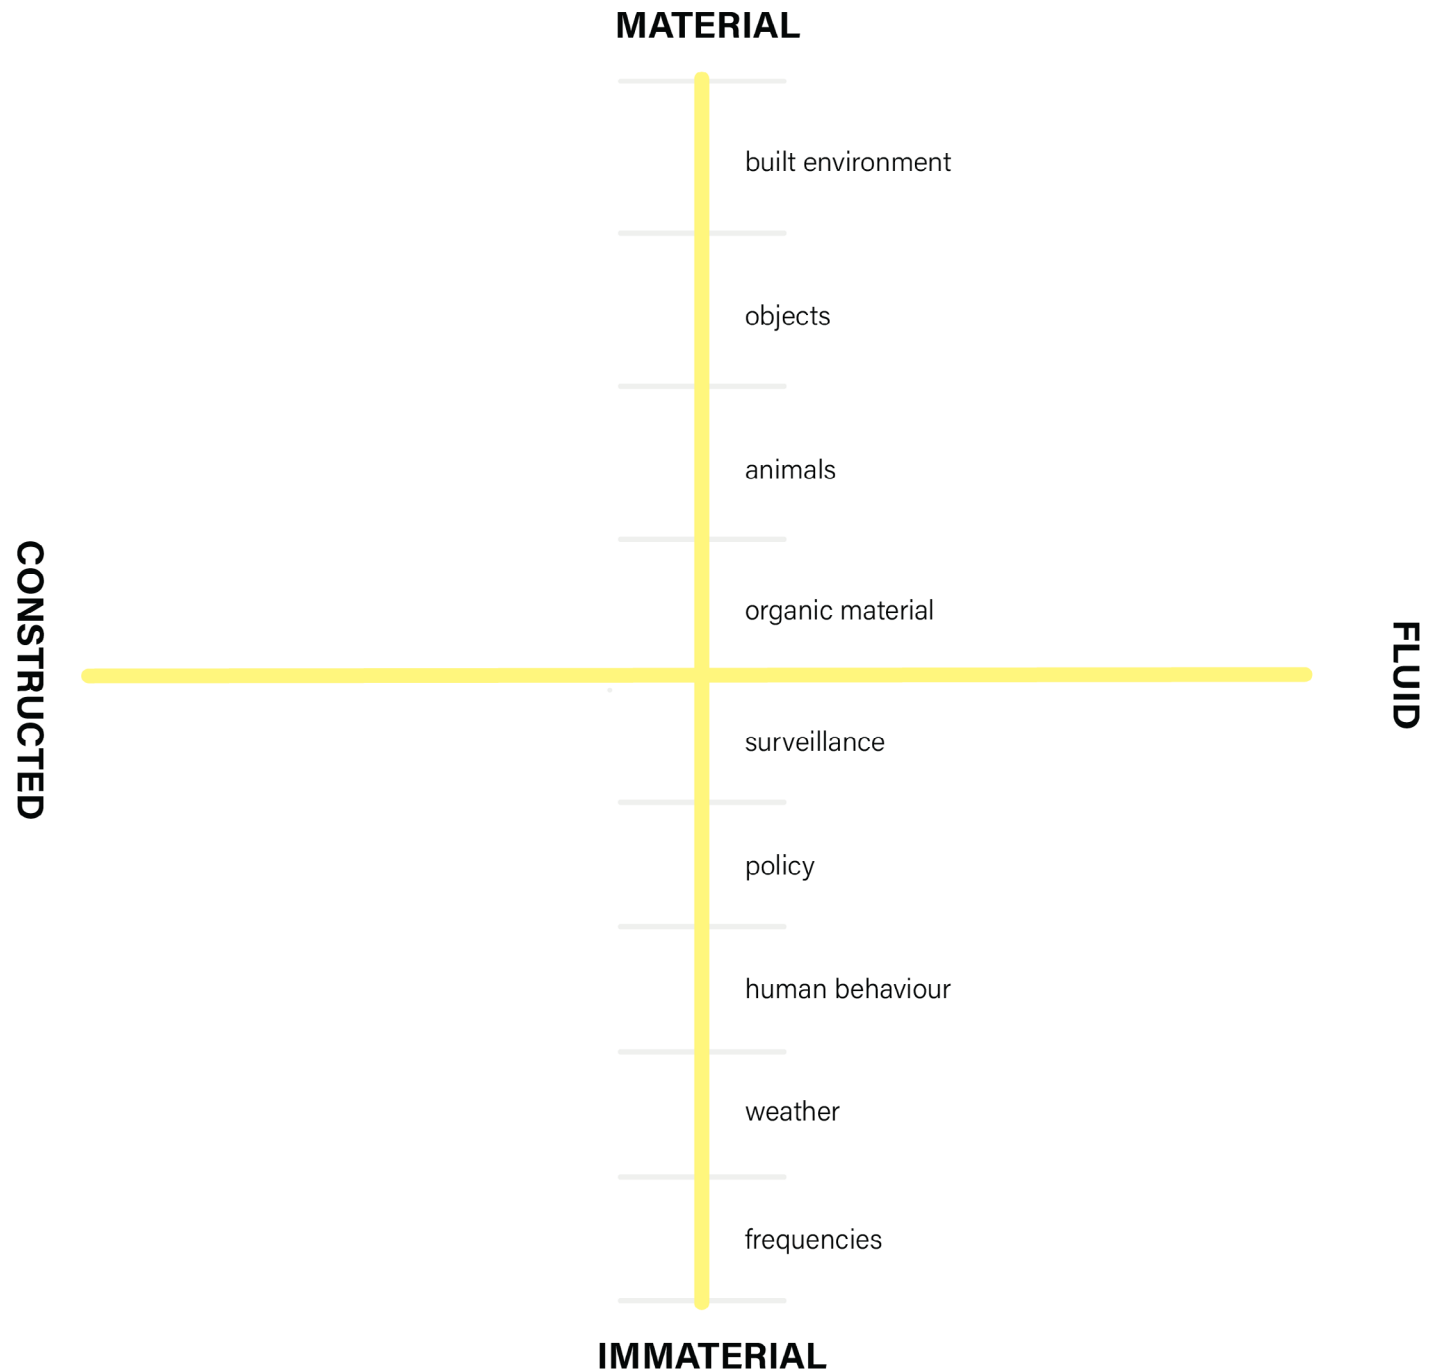 MATERIAL
built environment
objects
animals
organic material
CONSTRUCTED
FLUID
surveillance
policy
human behaviour
weather
frequencies
IMMATERIAL